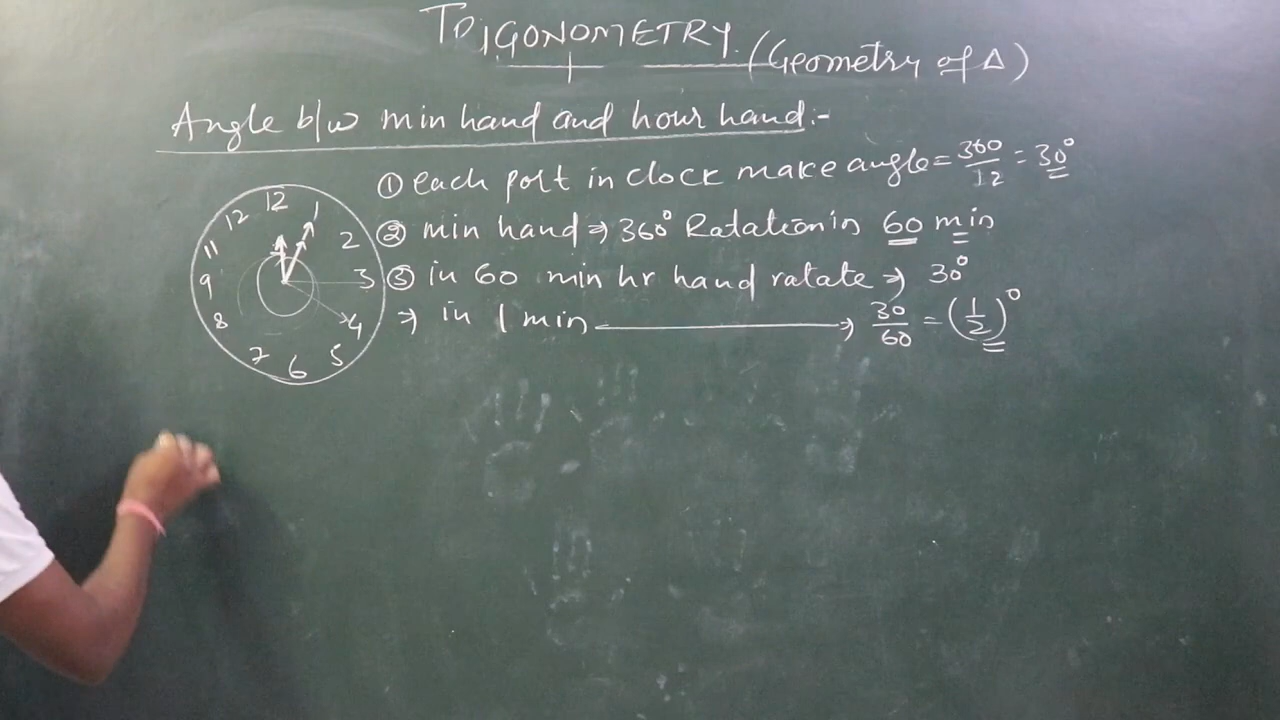 TRIGONOMETRY. (Geometry of Δ)
Angle b/w min hand and hour hand:-
① each part in clock make angle = 360/12 = 30°
② min hand ⇒ 360° Ratation in 60 min
③ in 60 min hr hand ratate ⇒ 30°
⇒ in 1 min ⟶ 30/60 = (1/2)°
12
12
1
11
2
9
3
8
4
7
5
6